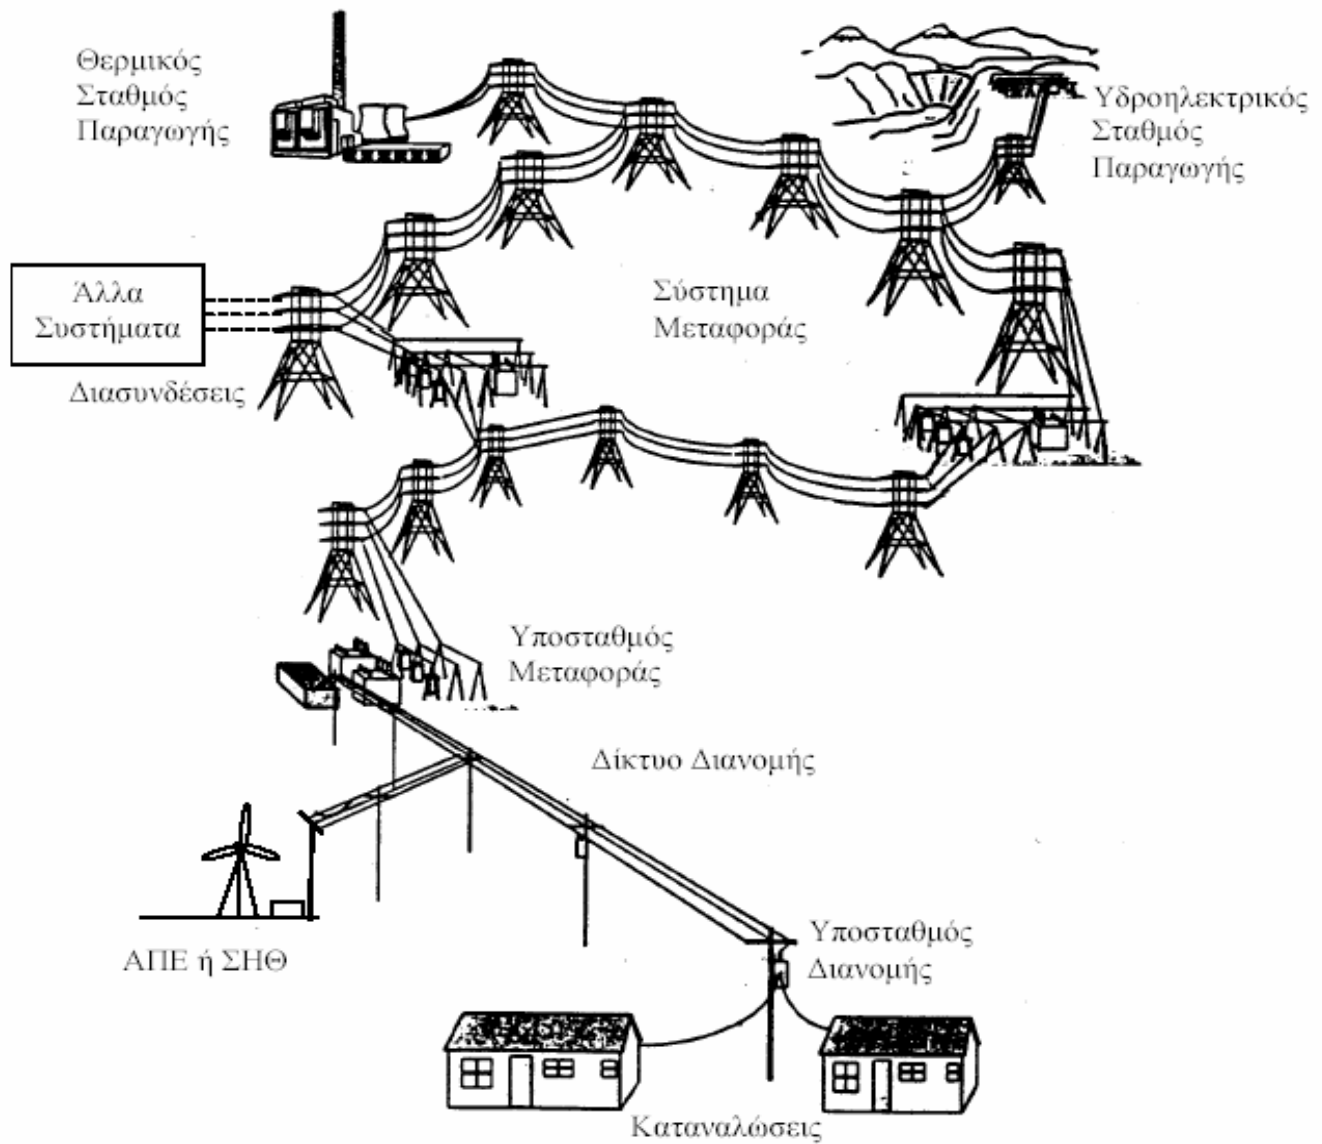 Θερμικός
Σταθμός
Παραγωγής
Υδροηλεκτρικός
Σταθμός
Παραγωγής
Άλλα
Συστήματα
Διασυνδέσεις
Σύστημα
Μεταφοράς
Υποσταθμός
Μεταφοράς
Δίκτυο Διανομής
ΑΠΕ ή ΣΗΘ
Υποσταθμός
Διανομής
Καταναλώσεις